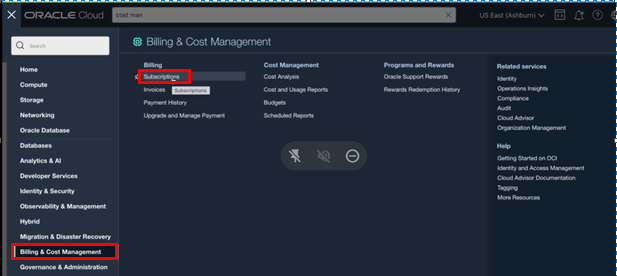 ORACLE Cloud
cost man
US East (Ashburn)
Search
Home
Compute
Storage
Networking
Oracle Database
Databases
Analytics & AI
Developer Services
Identity & Security
Observability & Management
Hybrid
Migration & Disaster Recovery
Billing & Cost Management
Governance & Administration
Billing & Cost Management
Billing
Subscriptions
Invoices
Subscriptions
Payment History
Upgrade and Manage Payment
Cost Management
Cost Analysis
Cost and Usage Reports
Budgets
Scheduled Reports
Programs and Rewards
Oracle Support Rewards
Rewards Redemption History
Related services
Identity
Operations Insights
Compliance
Audit
Cloud Advisor
Organization Management
Help
Getting Started on OCI
Identity and Access Management
Cloud Advisor Documentation
Tagging
More Resources